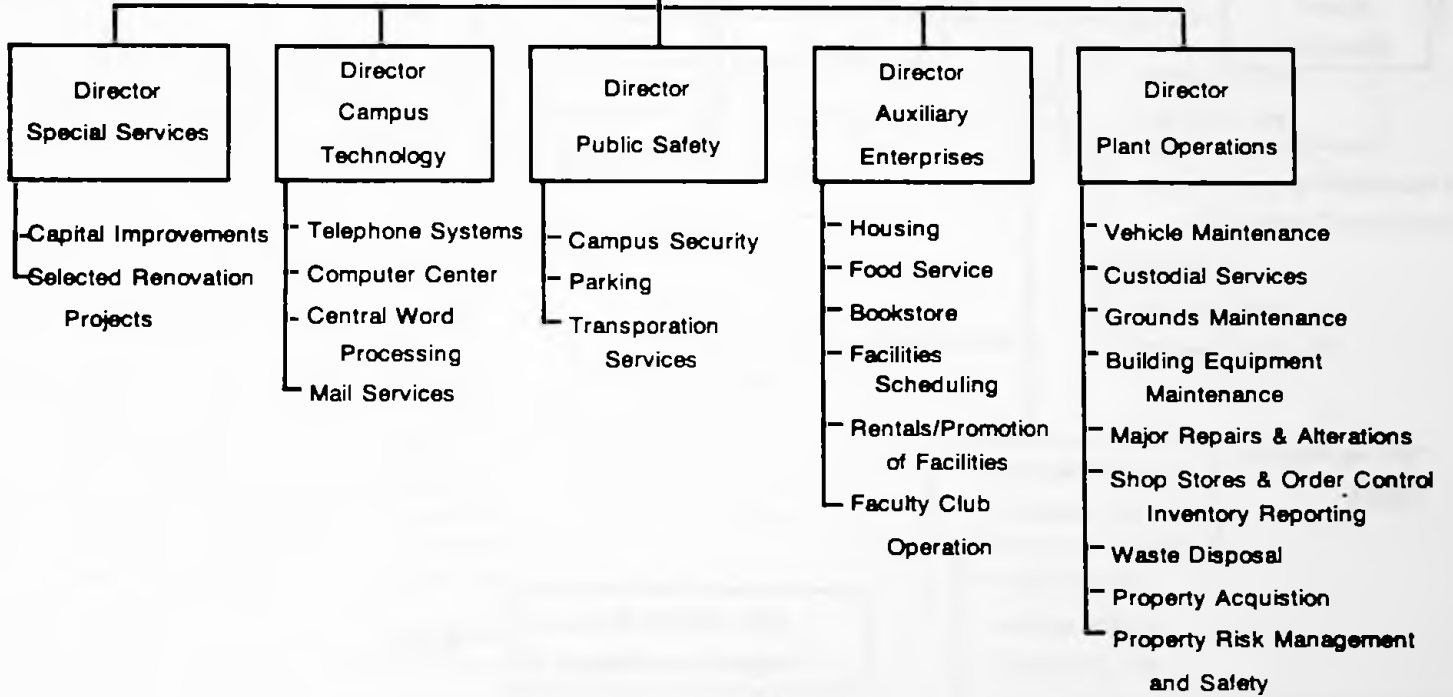 Director
Special Services
-Capital Improvements
Selected Renovation
Projects
Director
Campus
Technology
Telephone Systems
Computer Center
Central Word
Processing
Mail Services
Director
Public Safety
Campus Security
Parking
Transporation
Services
Director
Auxiliary
Enterprises
Housing
Food Service
Bookstore
Facilities
Scheduling
Rentals/Promotion
of Facilities
Faculty Club
Operation
Director
Plant Operations
Vehicle Maintenance
Custodial Services
Grounds Maintenance
Building Equipment
Maintenance
Major Repairs & Alterations
Shop Stores & Order Control
Inventory Reporting
Waste Disposal
Property Acquistion
Property Risk Management
and Safety